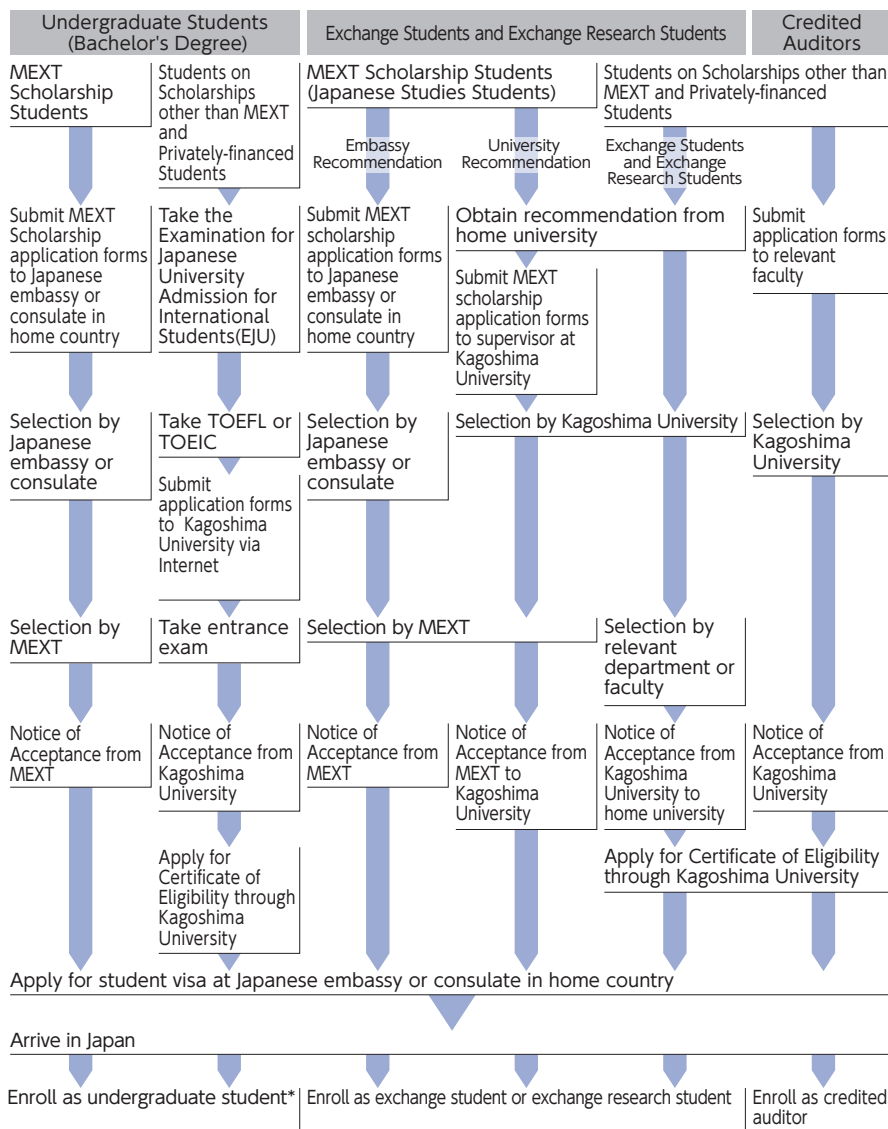 Undergraduate Students
(Bachelor's Degree)
Exchange Students and Exchange Research Students
Credited
Auditors
MEXT
Scholarship
Students
Students on
Scholarships
other than MEXT
and
Privately-financed
Students
MEXT Scholarship Students
(Japanese Studies Students)
Students on Scholarships other than
MEXT and Privately-financed
Students
Embassy
Recommendation
University
Recommendation
Exchange Students
and Exchange
Research Students
Submit MEXT
Scholarship
application forms
to Japanese
embassy or
consulate in
home country
Take the
Examination for
Japanese
University
Admission for
International
Students(EJU)
Submit MEXT
scholarship
application forms
to Japanese
embassy or
consulate in
home country
Obtain recommendation from
home university
Submit
application forms
to relevant
faculty
Submit MEXT
scholarship
application forms
to supervisor at
Kagoshima
University
Selection by
Japanese
embassy or
consulate
Take TOEFL or
TOEIC
Selection by
Japanese
embassy or
consulate
Selection by Kagoshima University
Selection by
Kagoshima
University
Submit
application forms
to Kagoshima
University via
Internet
Selection by
MEXT
Take entrance
exam
Selection by MEXT
Selection by
relevant
department or
faculty
Notice of
Acceptance from
MEXT
Notice of
Acceptance from
Kagoshima
University
Notice of
Acceptance from
MEXT
Notice of
Acceptance from
MEXT to
Kagoshima
University
Notice of
Acceptance from
Kagoshima
University to
home university
Notice of
Acceptance from
Kagoshima
University
Apply for
Certificate of
Eligibility through
Kagoshima
University
Apply for Certificate of Eligibility
through Kagoshima University
Apply for student visa at Japanese embassy or consulate in home country
Arrive in Japan
Enroll as undergraduate student*
Enroll as exchange student or exchange research student
Enroll as credited
auditor